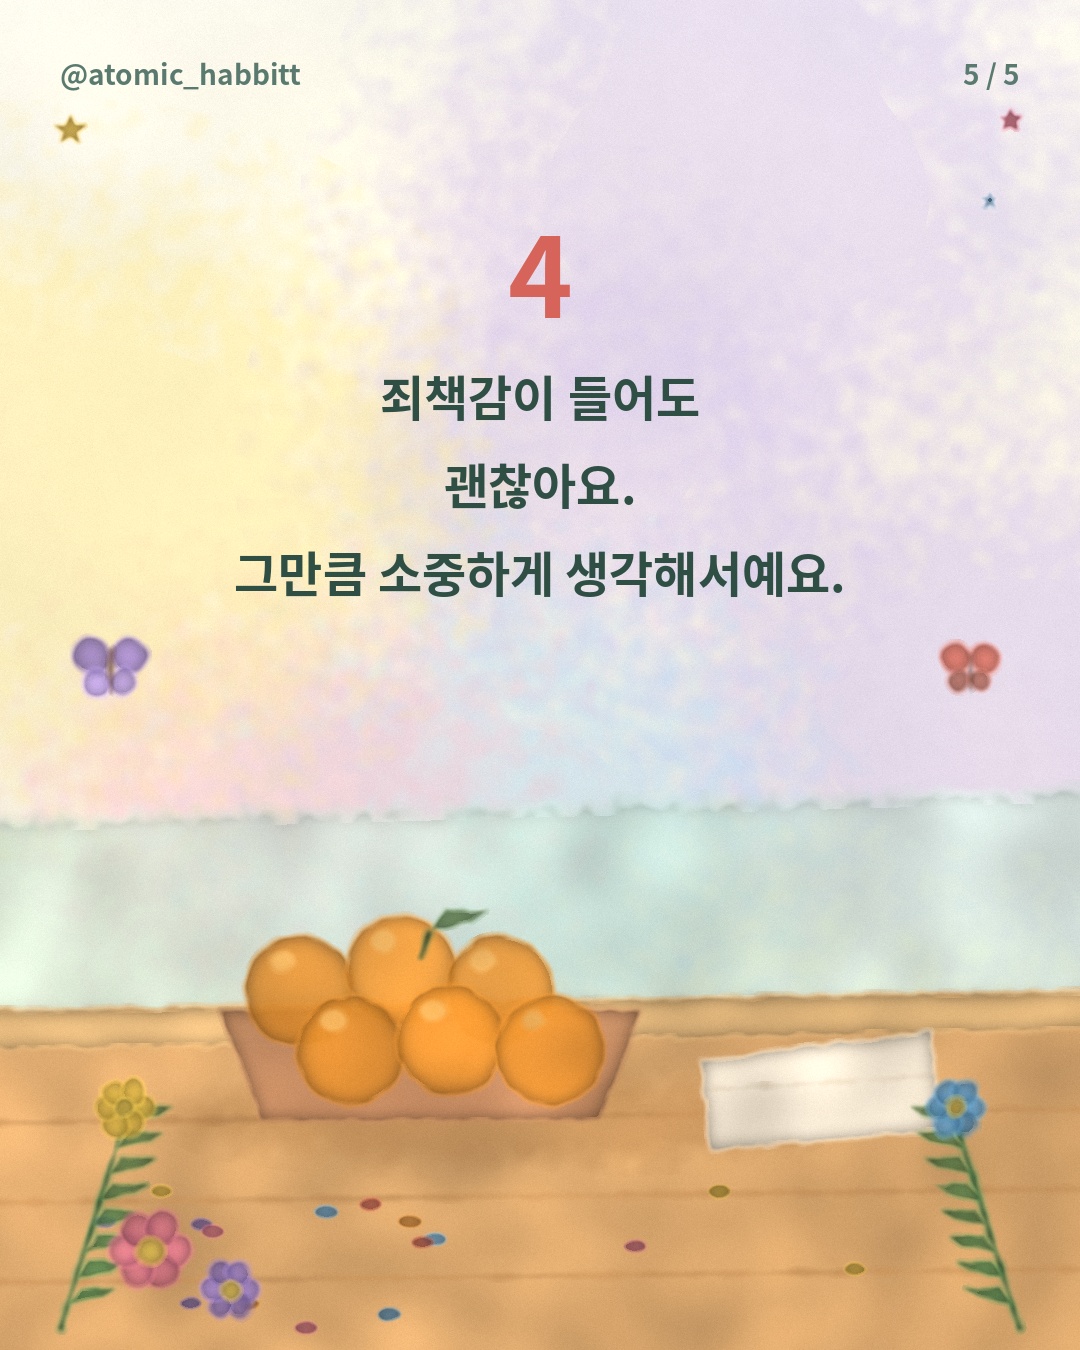 @atomic_habbitt
5 / 5
4
죄책감이 들어도
괜찮아요.
그만큼 소중하게 생각해서예요.